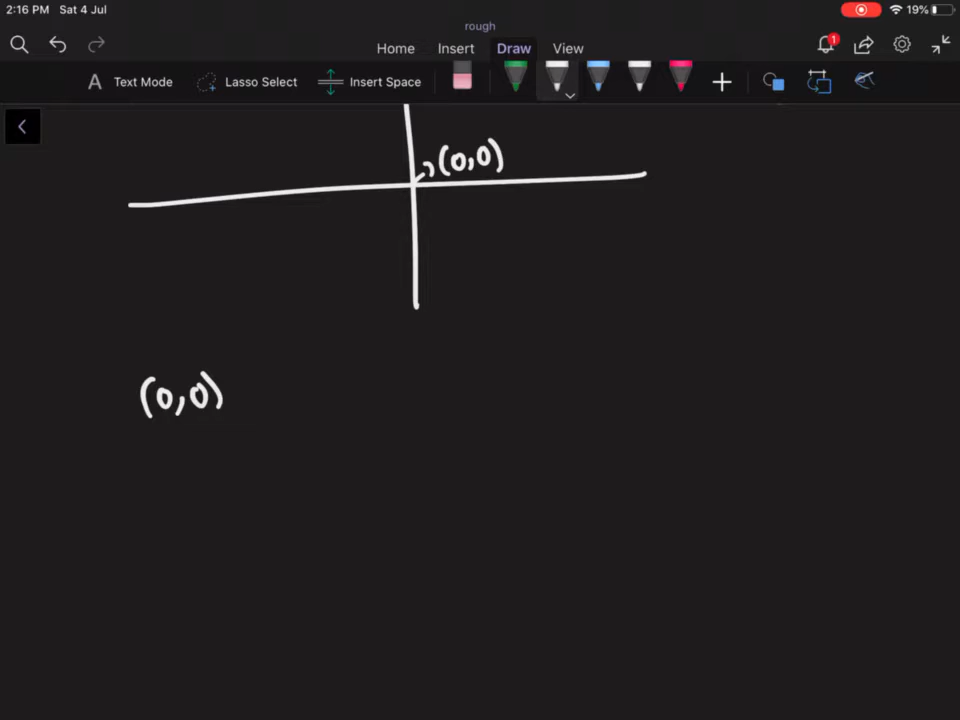 2:16 PM Sat 4 Jul 19%
rough
Home Insert Draw View 1
A Text Mode Lasso Select Insert Space
(0,0)
(0,0)